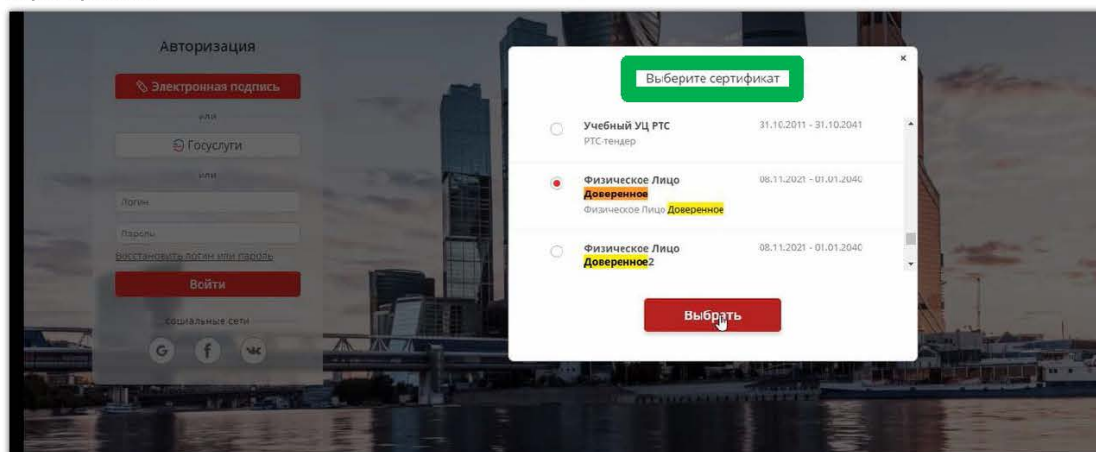 Авторизация
Электронная подпись
или
Госуслуги
или
Логин
Пароль
Восстановить логин или пароль
Войти
социальные сети
G f
Выберите сертификат
×
Учебный УЦ РТС 31.10.2011 - 31.10.2041
РТС-тендер
Физическое Лицо 08.11.2021 - 01.01.2040
Доверенное
Физическое Лицо Доверенное
Физическое Лицо 08.11.2021 - 01.01.2040
Доверенное2
Выбрать